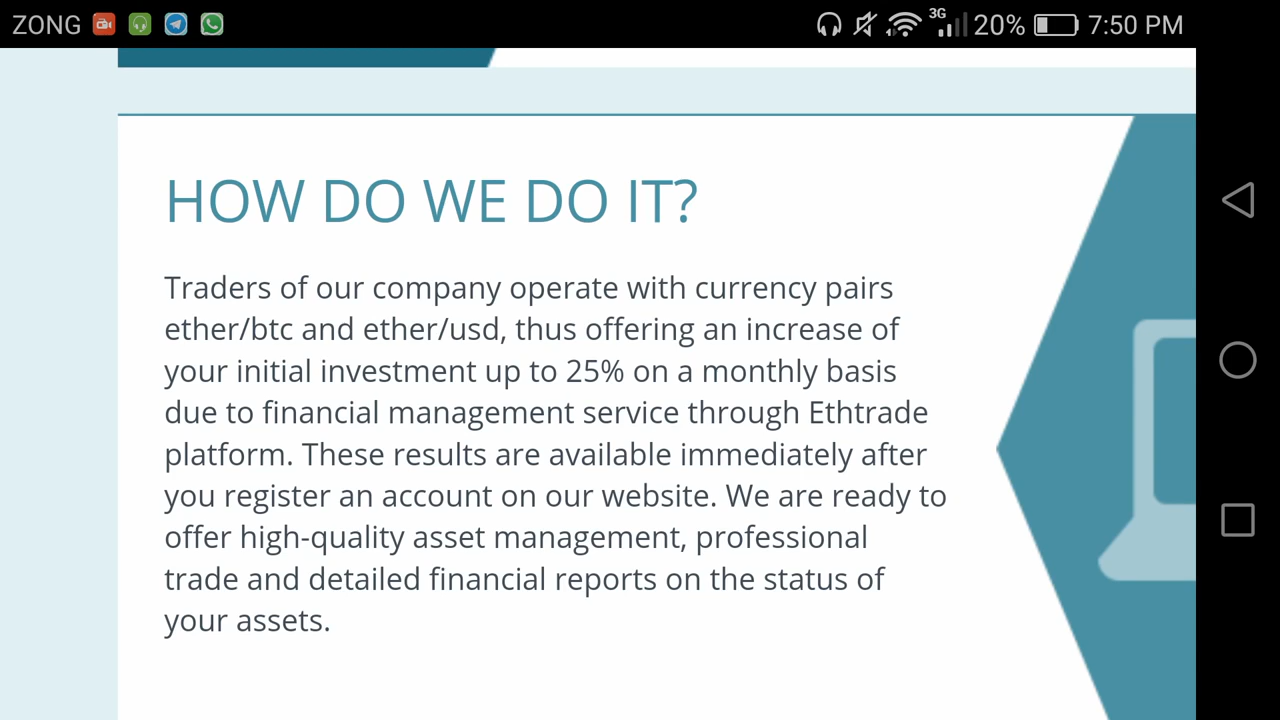 ZONG 3G 20% 7:50 PM
HOW DO WE DO IT?
Traders of our company operate with currency pairs
ether/btc and ether/usd, thus offering an increase of
your initial investment up to 25% on a monthly basis
due to financial management service through Ethtrade
platform. These results are available immediately after
you register an account on our website. We are ready to
offer high-quality asset management, professional
trade and detailed financial reports on the status of
your assets.